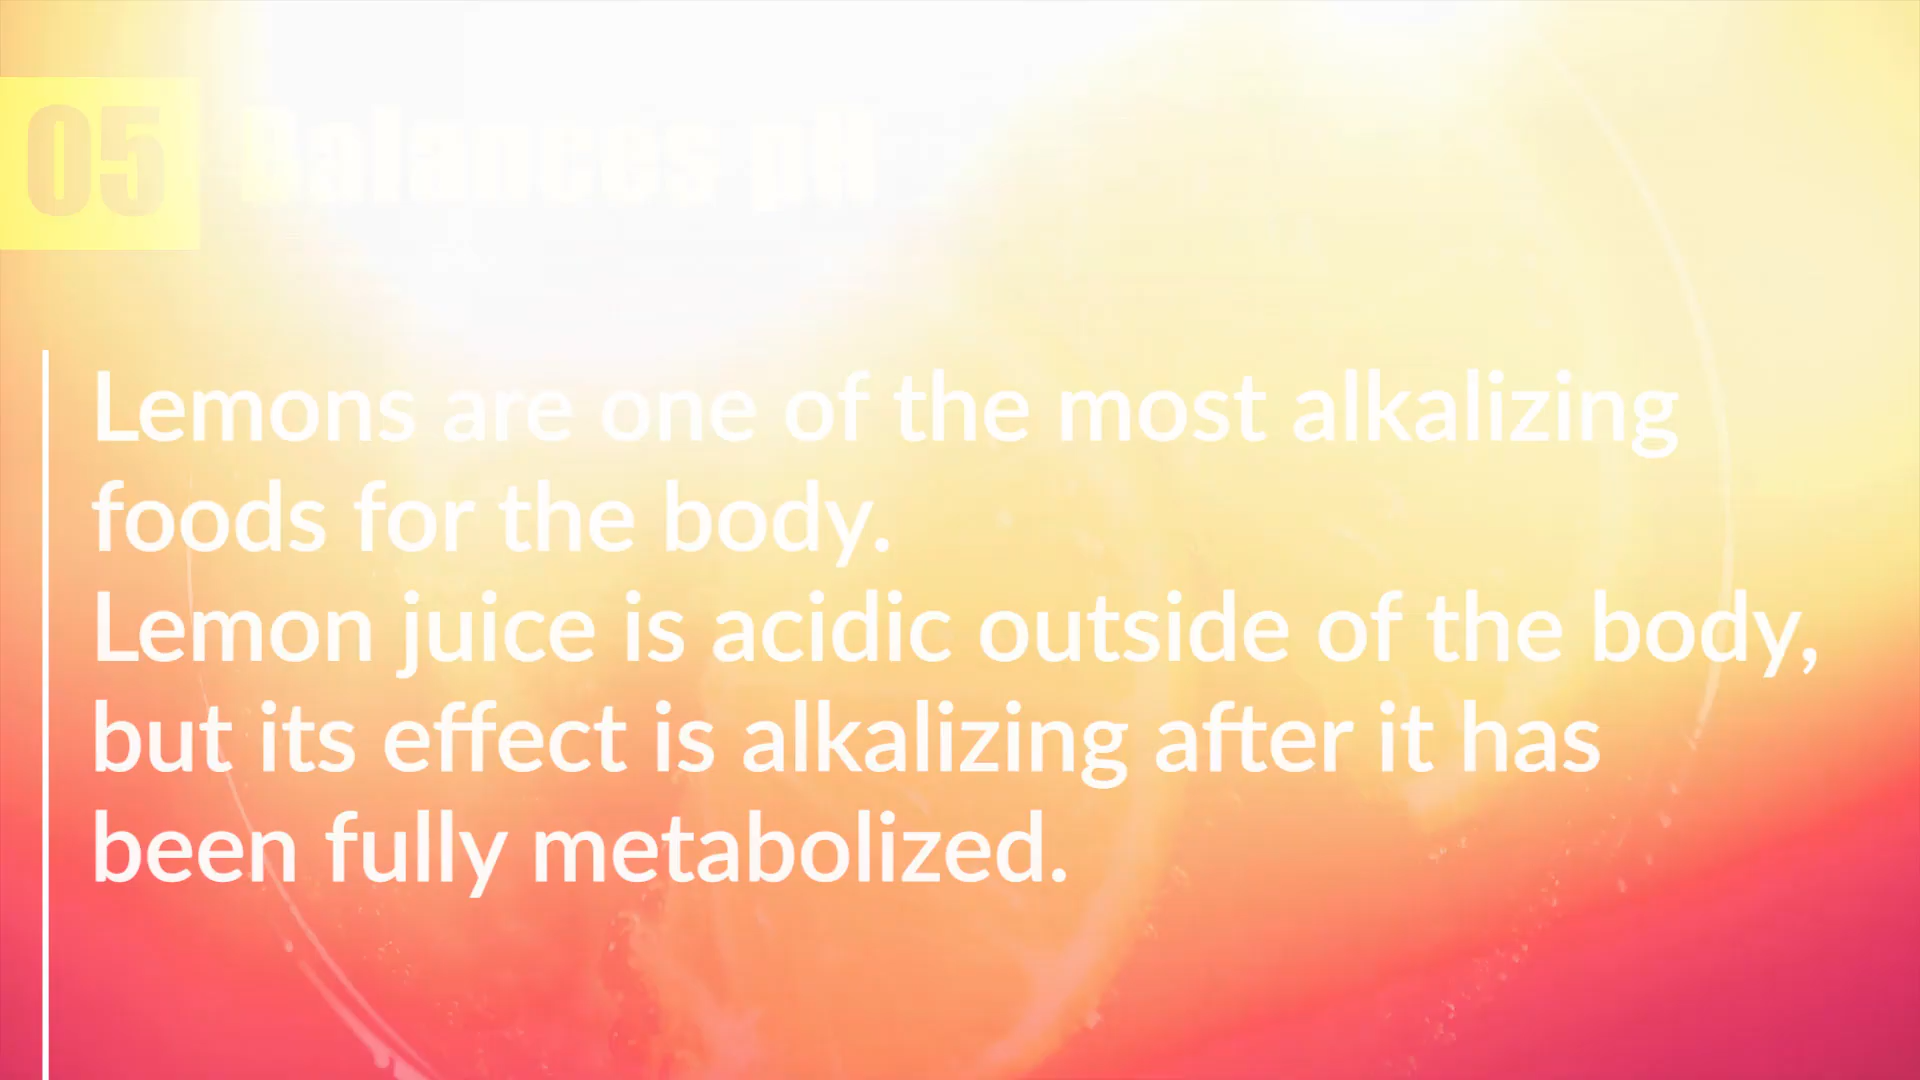 05 Balances pH
Lemons are one of the most alkalizing
foods for the body.
Lemon juice is acidic outside of the body,
but its effect is alkalizing after it has
been fully metabolized.